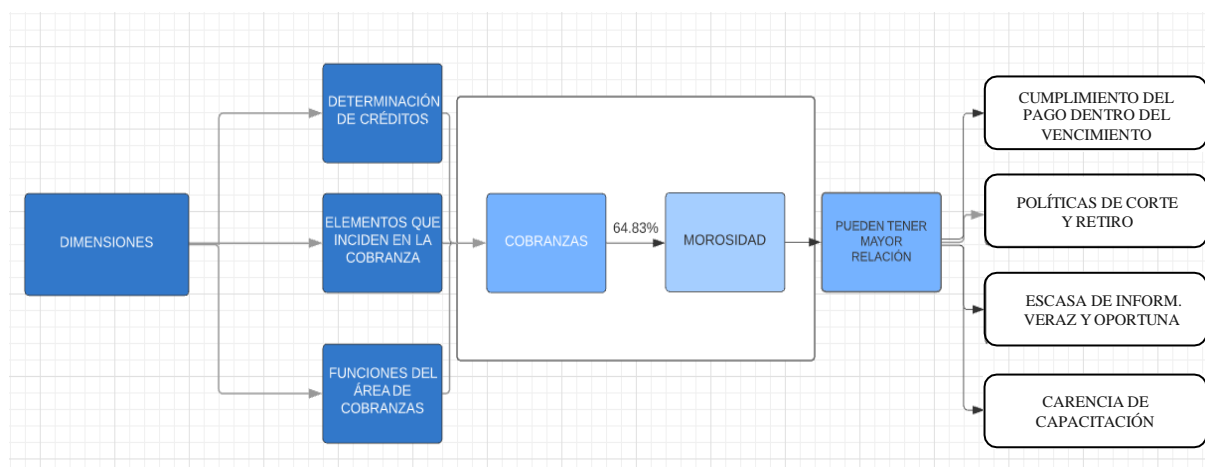 DIMENSIONES
DETERMINACIÓN
DE CRÉDITOS
ELEMENTOS QUE
INCIDEN EN LA
COBRANZA
FUNCIONES DEL
ÁREA DE
COBRANZAS
COBRANZAS
64.83%
MOROSIDAD
PUEDEN TENER
MAYOR
RELACIÓN
CUMPLIMIENTO DEL
PAGO DENTRO DEL
VENCIMIENTO
POLÍTICAS DE CORTE
Y RETIRO
ESCASA DE INFORM.
VERAZ Y OPORTUNA
CARENCIA DE
CAPACITACIÓN